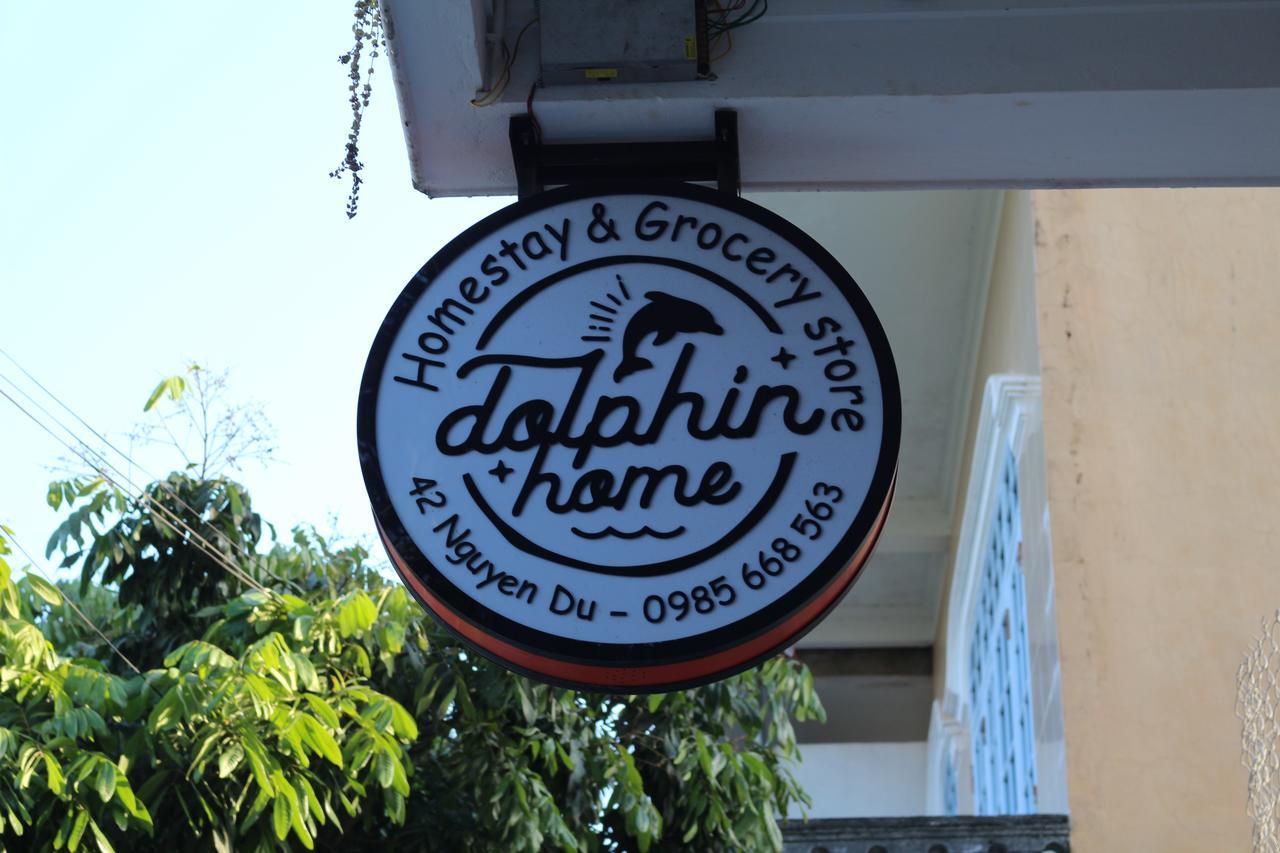 Homestay & Grocery store
dolphin
home
42 Nguyen Du - 0985 668 563